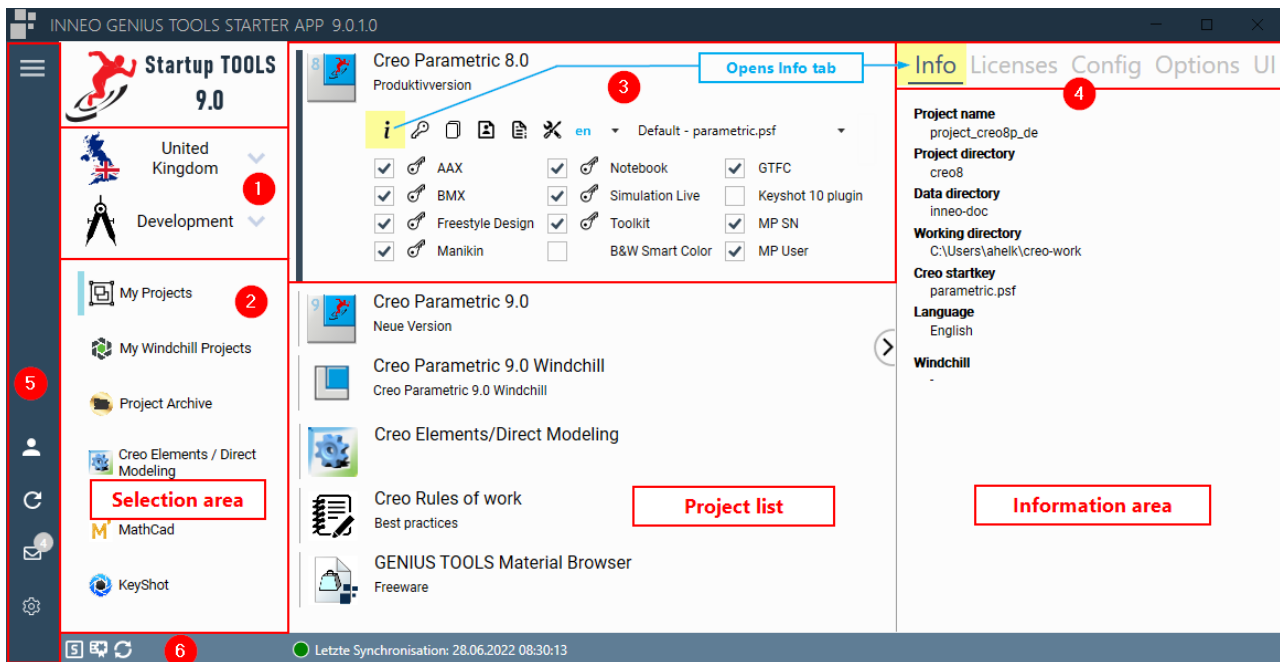 INNEO GENIUS TOOLS STARTER APP 9.0.1.0
Startup TOOLS
9.0
United
Kingdom
1
Development
My Projects
2
My Windchill Projects
5
Project Archive
Creo Elements / Direct
Modeling
Selection area
MathCad
4
KeyShot
8
Creo Parametric 8.0
Produktivversion
3
Opens Info tab
i
en
Default - parametric.psf
AAX
Notebook
GTFC
BMX
Simulation Live
Keyshot 10 plugin
Freestyle Design
Toolkit
MP SN
Manikin
B&W Smart Color
MP User
9
Creo Parametric 9.0
Neue Version
Creo Parametric 9.0 Windchill
Creo Parametric 9.0 Windchill
Creo Elements/Direct Modeling
Creo Rules of work
Best practices
Project list
GENIUS TOOLS Material Browser
Freeware
Info Licenses Config Options UI
4
Project name
project_creo8p_de
Project directory
creo8
Data directory
inneo-doc
Working directory
C:\Users\ahelk\creo-work
Creo startkey
parametric.psf
Language
English
Windchill
-
Information area
S
6
Letzte Synchronisation: 28.06.2022 08:30:13